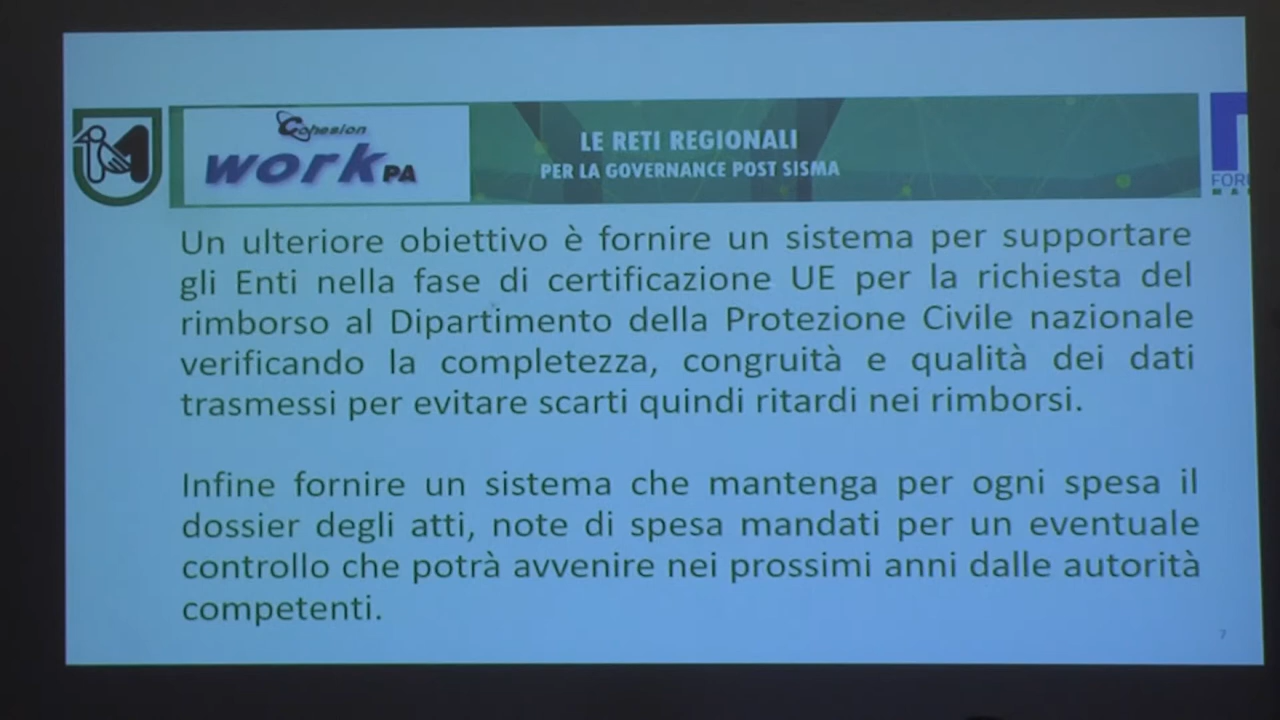 Cohesion
work PA
LE RETI REGIONALI
PER LA GOVERNANCE POST SISMA
FOR
Un ulteriore obiettivo è fornire un sistema per supportare
gli Enti nella fase di certificazione UE per la richiesta del
rimborso al Dipartimento della Protezione Civile nazionale
verificando la completezza, congruità e qualità dei dati
trasmessi per evitare scarti quindi ritardi nei rimborsi.
Infine fornire un sistema che mantenga per ogni spesa il
dossier degli atti, note di spesa mandati per un eventuale
controllo che potrà avvenire nei prossimi anni dalle autorità
competenti.
7